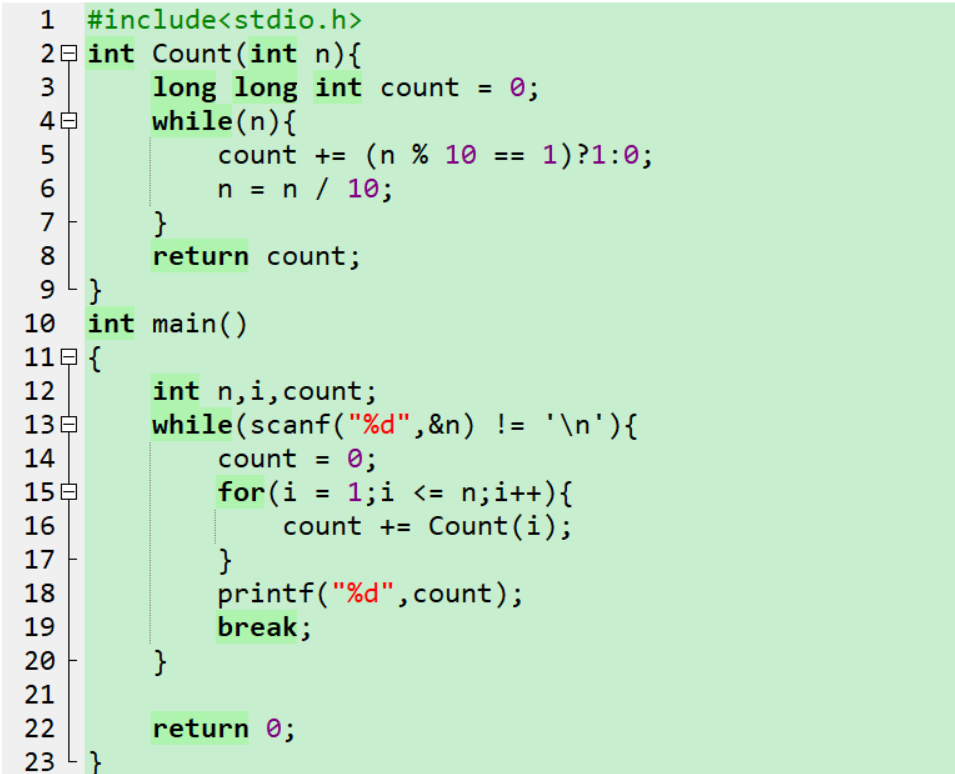 1 #include<stdio.h>
2 int Count(int n){
3     long long int count = 0;
4     while(n){
5         count += (n % 10 == 1)?1:0;
6         n = n / 10;
7     }
8     return count;
9 }
10 int main()
11 {
12     int n,i,count;
13     while(scanf("%d",&n) != '\n'){
14         count = 0;
15         for(i = 1;i <= n;i++){
16             count += Count(i);
17         }
18         printf("%d",count);
19         break;
20     }
21
22     return 0;
23 }